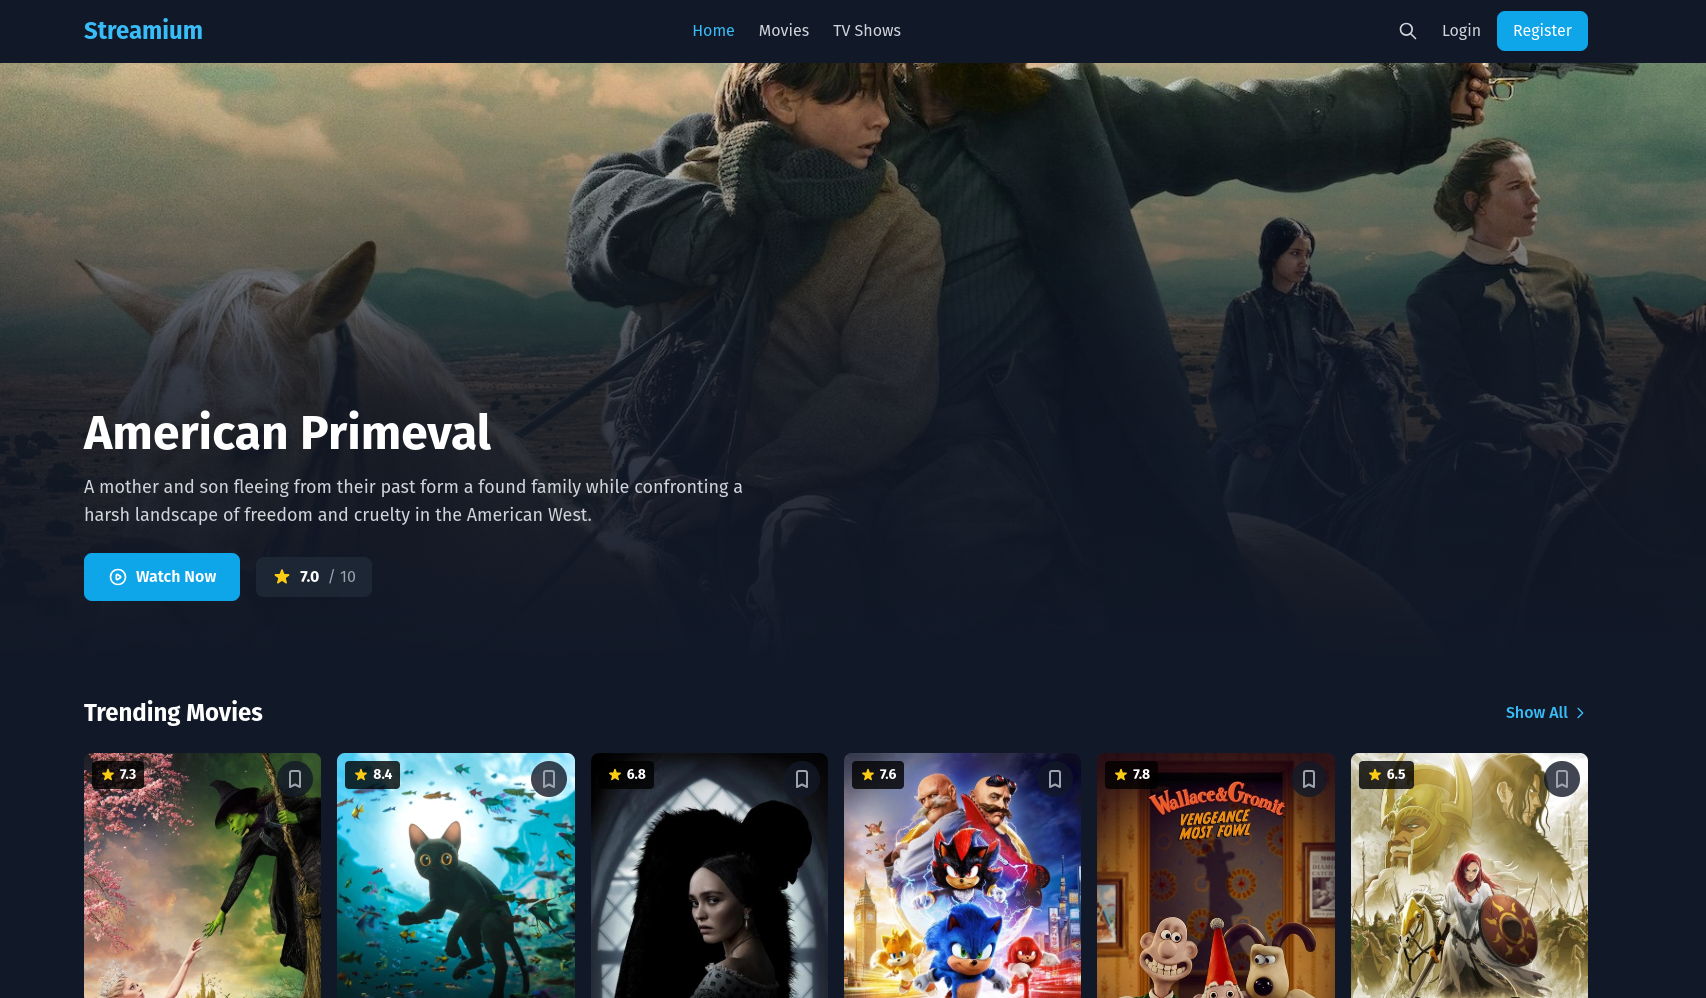 Streamium
Home
Movies
TV Shows
Login
Register
American Primeval
A mother and son fleeing from their past form a found family while confronting a
harsh landscape of freedom and cruelty in the American West.
Watch Now
7.0 / 10
Trending Movies
Show All
7.3
8.4
6.8
7.6
7.8
6.5
Wallace & Gromit
VENGEANCE
MOST FOWL